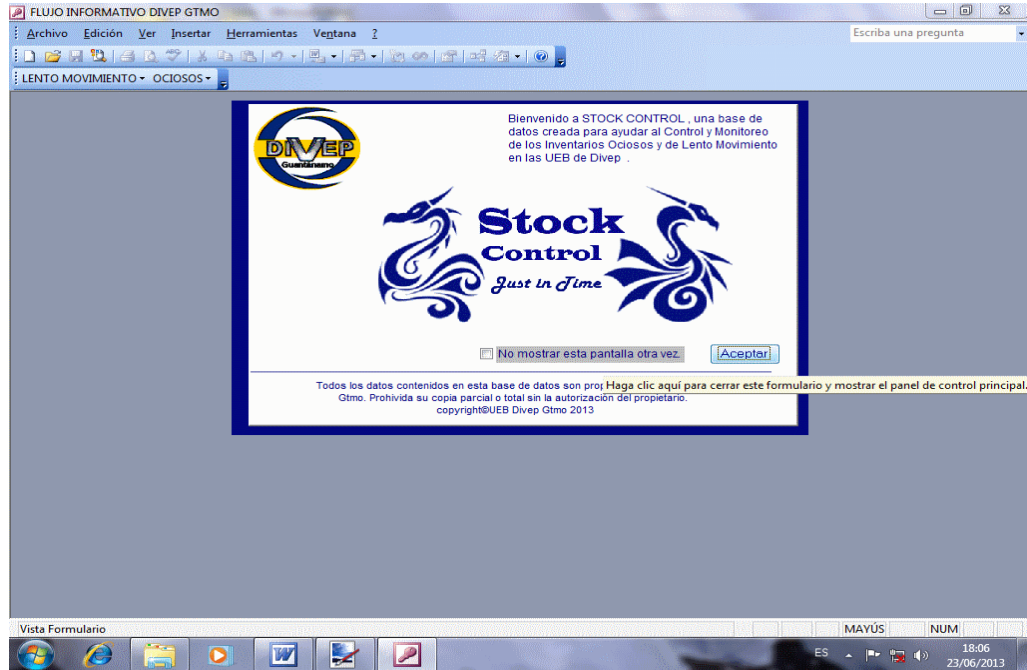 FLUJO INFORMATIVO DIVEP GTMO
Archivo Edición Ver Insertar Herramientas Ventana ?
Escriba una pregunta
LENTO MOVIMIENTO OCIOSOS
DIVEP
Guantánamo
Bienvenido a STOCK CONTROL , una base de
datos creada para ayudar al Control y Monitoreo
de los Inventarios Ociosos y de Lento Movimiento
en las UEB de Divep .
Stock
Control
Just in Time
No mostrar esta pantalla otra vez.
Aceptar
Todos los datos contenidos en esta base de datos son
Haga clic aquí para cerrar este formulario y mostrar el panel de control principal.
Gtmo. Prohivida su copia parcial o total sin la autorización del propietario.
copyright©UEB Divep Gtmo 2013
Vista Formulario
MAYÚS NUM
ES
18:06
23/06/2013